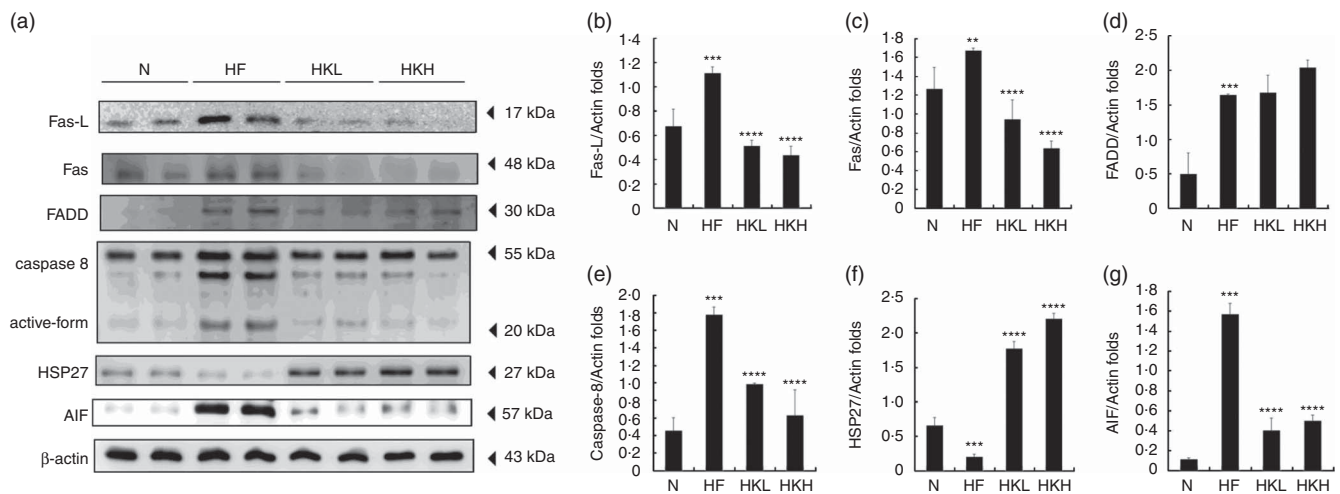 (a)
N HF HKL HKH
Fas-L 17 kDa
Fas 48 kDa
FADD 30 kDa
caspase 8 55 kDa
active-form 20 kDa
HSP27 27 kDa
AIF 57 kDa
β-actin 43 kDa
(b)
Fas-L/Actin folds
1·4
1·2
1·0
0·8
0·6
0·4
0·2
0·0
***
****
****
N HF HKL HKH
(c)
Fas/Actin folds
1·8
1·6
1·4
1·2
1·0
0·8
0·6
0·4
0·2
0·0
**
****
****
N HF HKL HKH
(d)
FADD/Actin folds
2·5
2·0
1·5
1·0
0·5
0
***
N HF HKL HKH
(e)
Caspase-8/Actin folds
2·0
1·8
1·6
1·4
1·2
1·0
0·8
0·6
0·4
0·2
0·0
***
****
****
N HF HKL HKH
(f)
HSP27//Actin folds
2·5
2·0
1·5
1·0
0·5
0
***
****
****
N HF HKL HKH
(g)
AIF/Actin folds
1·8
1·6
1·4
1·2
1·0
0·8
0·6
0·4
0·2
0
***
****
****
N HF HKL HKH